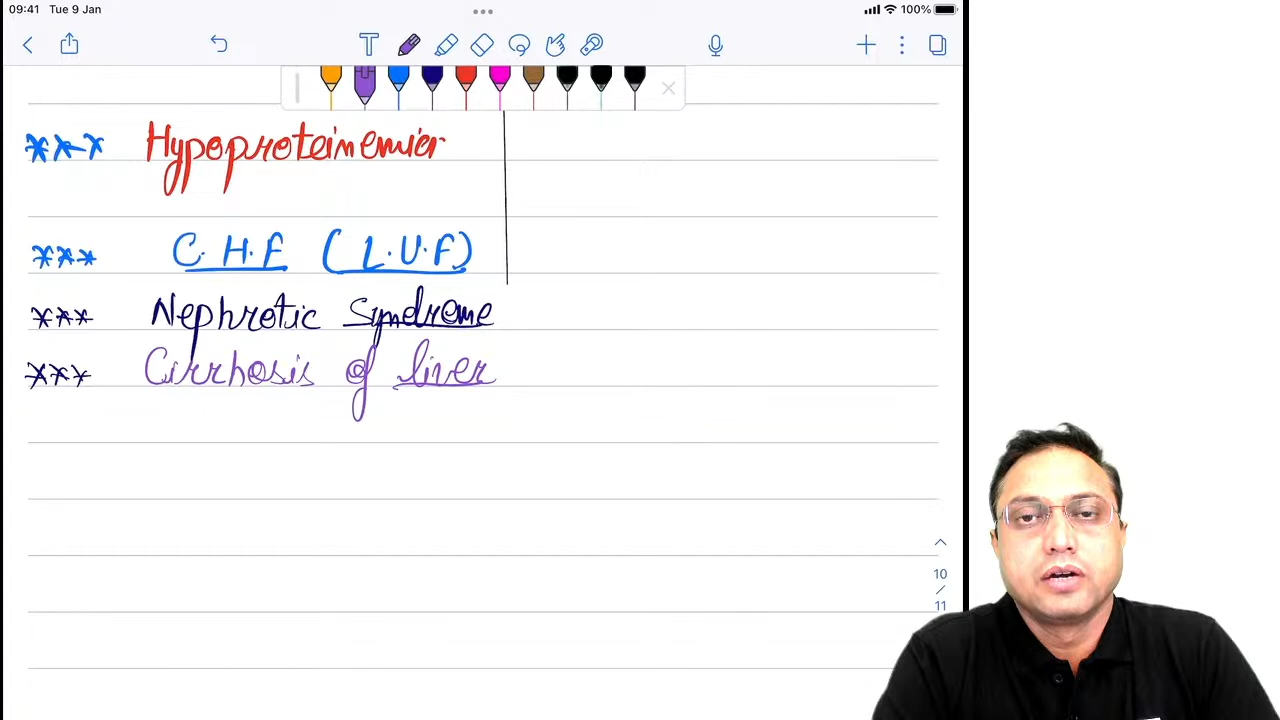 09:41 Tue 9 Jan
100%
T
*** Hypoproteinemia
*** C.H.F (L.V.F)
*** Nephrotic syndrome
*** Cirrhosis of liver
10
/
11